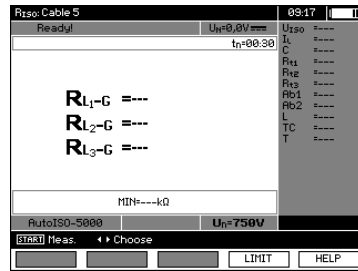 RISO: Cable 5 09:17
Ready! UN=0,0V
tn=00:30
RL1-G =---
RL2-G =---
RL3-G =---
MIN=---kΩ
AutoISO-5000 Un=750V
UISO =----
IL =----
C =----
Rt1 =----
Rt2 =----
Rt3 =----
Ab1 =----
Ab2 =----
L =----
TC =----
T =----
START Meas. Choose
LIMIT HELP